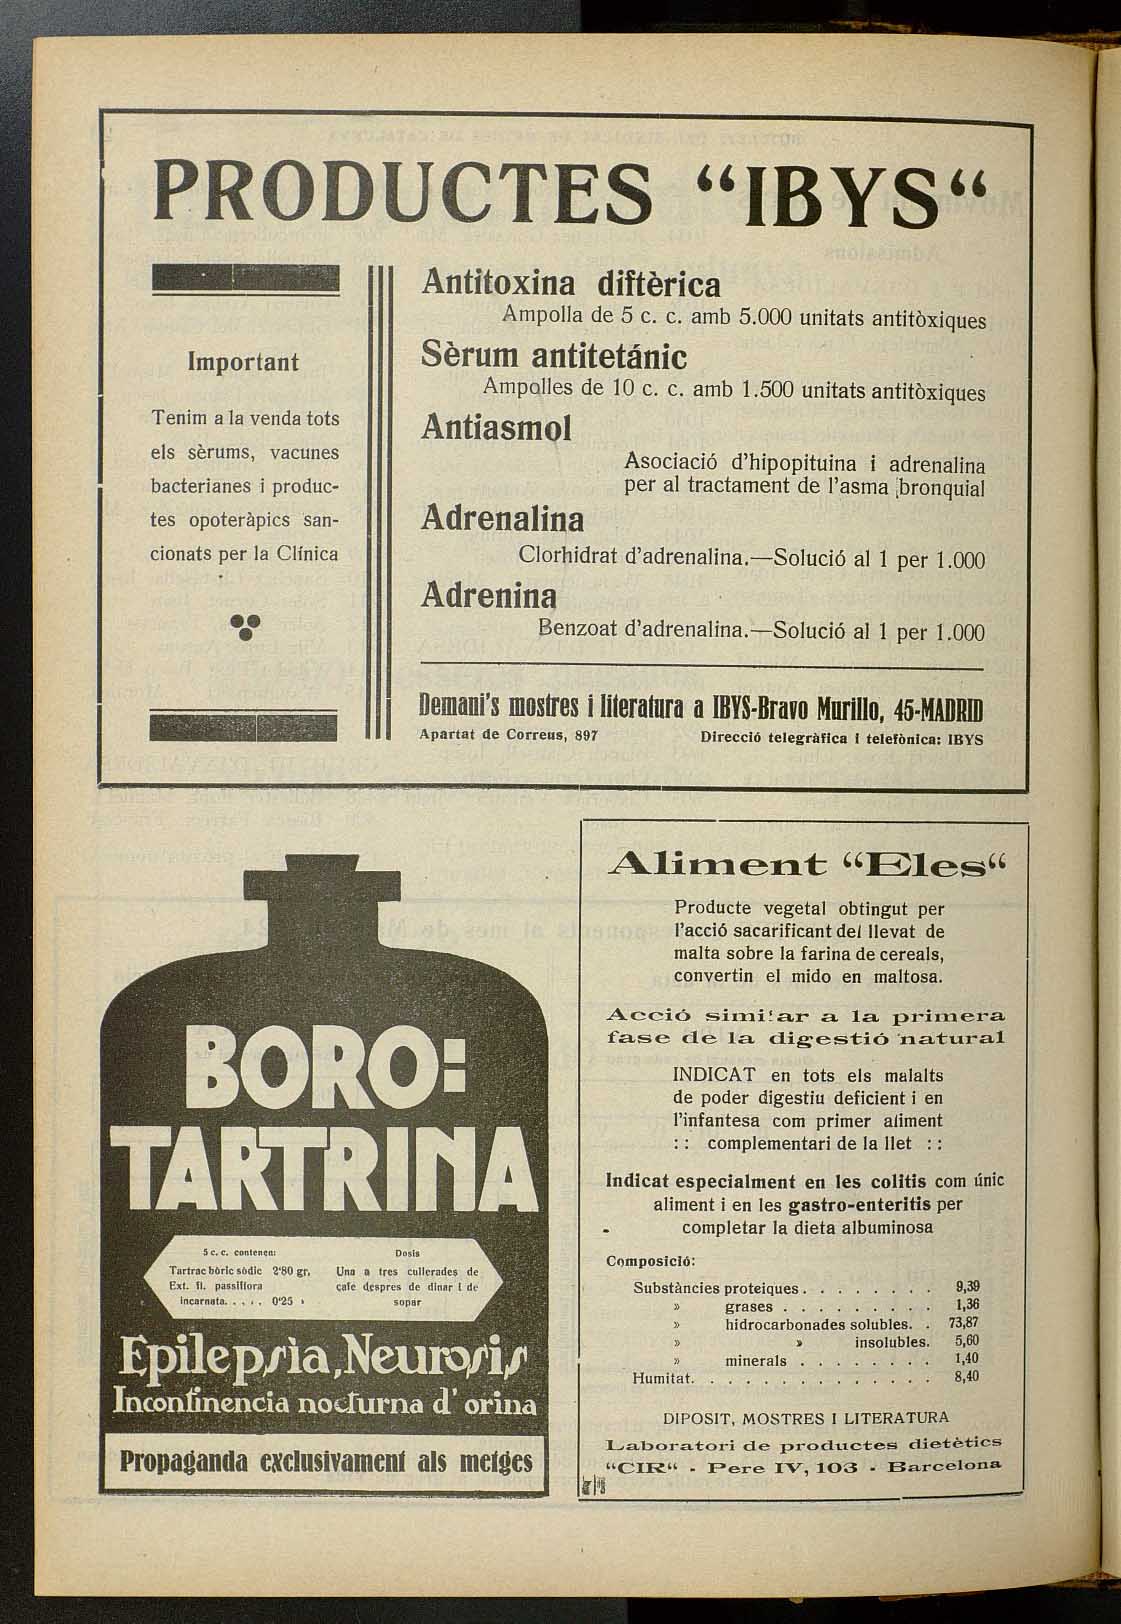 PRODUCTES “IBYS“
Important
Tenim a la venda tots
els sèrums, vacunes
bacterianes i produc-
tes opoteràpics san-
cionats per la Clínica
Antitoxina diftèrica
Ampolla de 5 c. c. amb 5.000 unitats antitòxiques
Sèrum antitetánic
Ampolles de 10 c. c. amb 1.500 unitats antitòxiques
Antiasmol
Asociació d'hipopituina i adrenalina
per al tractament de l'asma bronquial
Adrenalina
Clorhidrat d'adrenalina.—Solució al 1 per 1.000
Adrenina
Benzoat d'adrenalina.—Solució al 1 per 1.000
Demani's mostres i literatura a IBYS-Bravo Murillo, 45-MADRID
Apartat de Correus, 897 Direcció telegràfica i telefònica: IBYS
BORO:
TARTRINA
5 c. c. contenen:
Tartrac bòric sòdic 2'80 gr,
Ext. fl. passiflora
incarnata. . . . . 0'25 »
Dosis
Una a tres cullerades de
café despres de dinar i de
sopar
Epilepsia, Neurosis
Incontinencia nocturna d' orina
Propaganda exclusivament als metges
Aliment “Eles“
Producte vegetal obtingut per
l'acció sacarificant del llevat de
malta sobre la farina de cereals,
convertin el mido en maltosa.
Acció similar a la primera
fase de la digestió natural
INDICAT en tots els malalts
de poder digestiu deficient i en
l'infantesa com primer aliment
: : complementari de la llet : :
Indicat especialment en les colitis com únic
aliment i en les gastro-enteritis per
completar la dieta albuminosa
Composició:
Substàncies proteiques . . . . . . . . 9,39
» grases . . . . . . . . . 1,36
» hidrocarbonades solubles. . 73,87
» » insolubles. 5,60
» minerals . . . . . . . . 1,40
Humitat. . . . . . . . . . . . . . 8,40
DIPOSIT, MOSTRES I LITERATURA
Laboratori de productes dietètics
“CIR“ - Pere IV, 103 - Barcelona